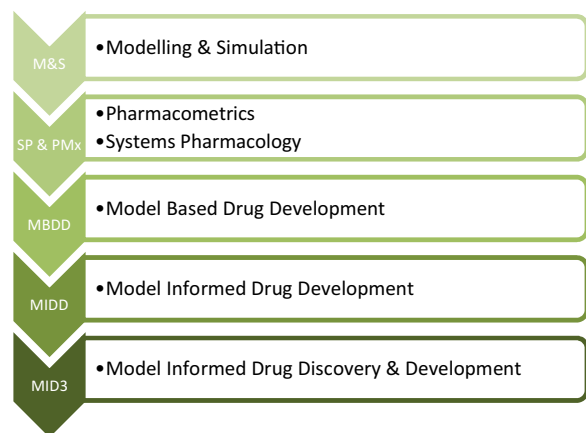 M&S
•Modelling & Simulation
SP & PMx
•Pharmacometrics
•Systems Pharmacology
MBDD
•Model Based Drug Development
MIDD
•Model Informed Drug Development
MID3
•Model Informed Drug Discovery & Development